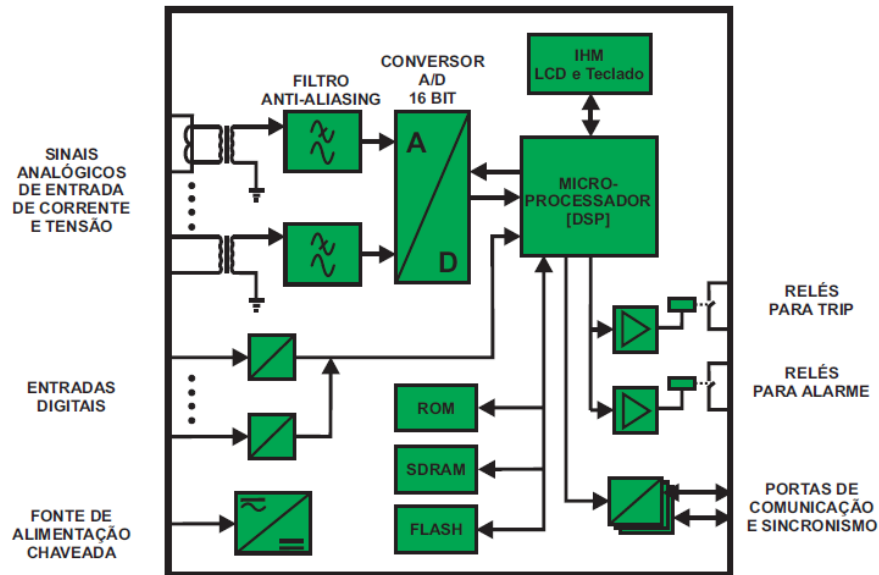 FILTRO
ANTI-ALIASING
CONVERSOR
A/D
16 BIT
IHM
LCD e Teclado
SINAIS
ANALÓGICOS
DE ENTRADA
DE CORRENTE
E TENSÃO
A
D
MICRO-
PROCESSADOR
[DSP]
RELÉS
PARA TRIP
ENTRADAS
DIGITAIS
RELÉS
PARA ALARME
ROM
SDRAM
FLASH
FONTE DE
ALIMENTAÇÃO
CHAVEADA
PORTAS DE
COMUNICAÇÃO
E SINCRONISMO